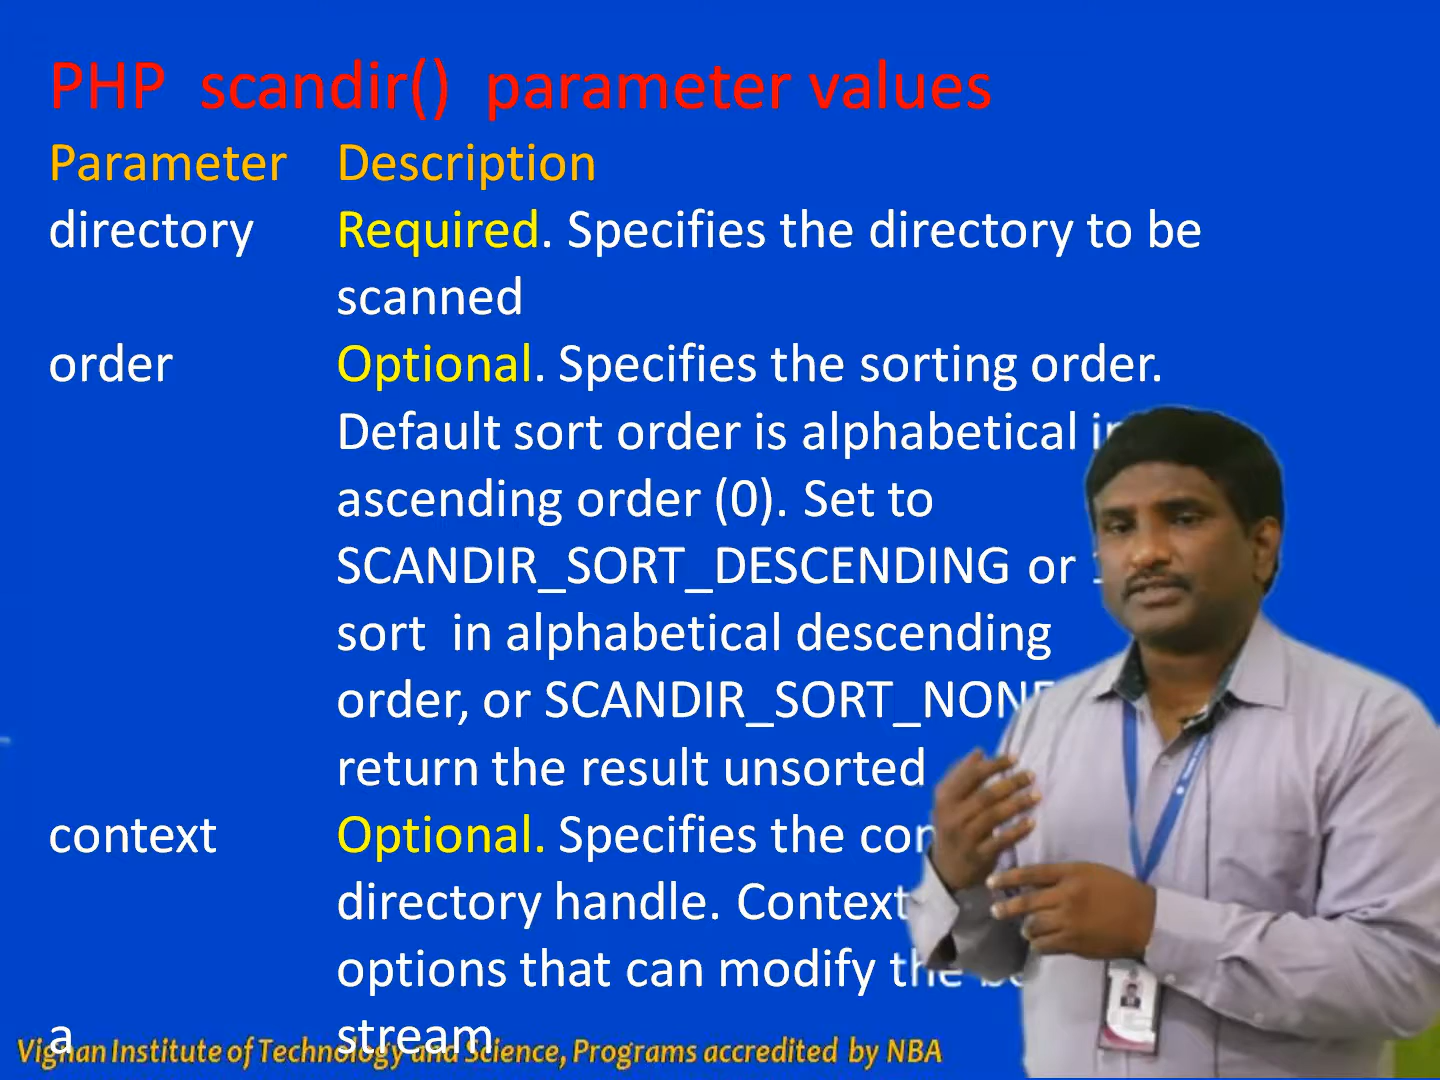 PHP scandir() parameter values
Parameter Description
directory Required. Specifies the directory to be
scanned
order Optional. Specifies the sorting order.
Default sort order is alphabetical
ascending order (0). Set to
SCANDIR_SORT_DESCENDING or
sort in alphabetical descending
order, or
return the result unsorted
context Optional. Specifies the
directory handle. Context
options that can modify the
a stream
Vignan Institute of Technology and Science, Programs accredited by NBA